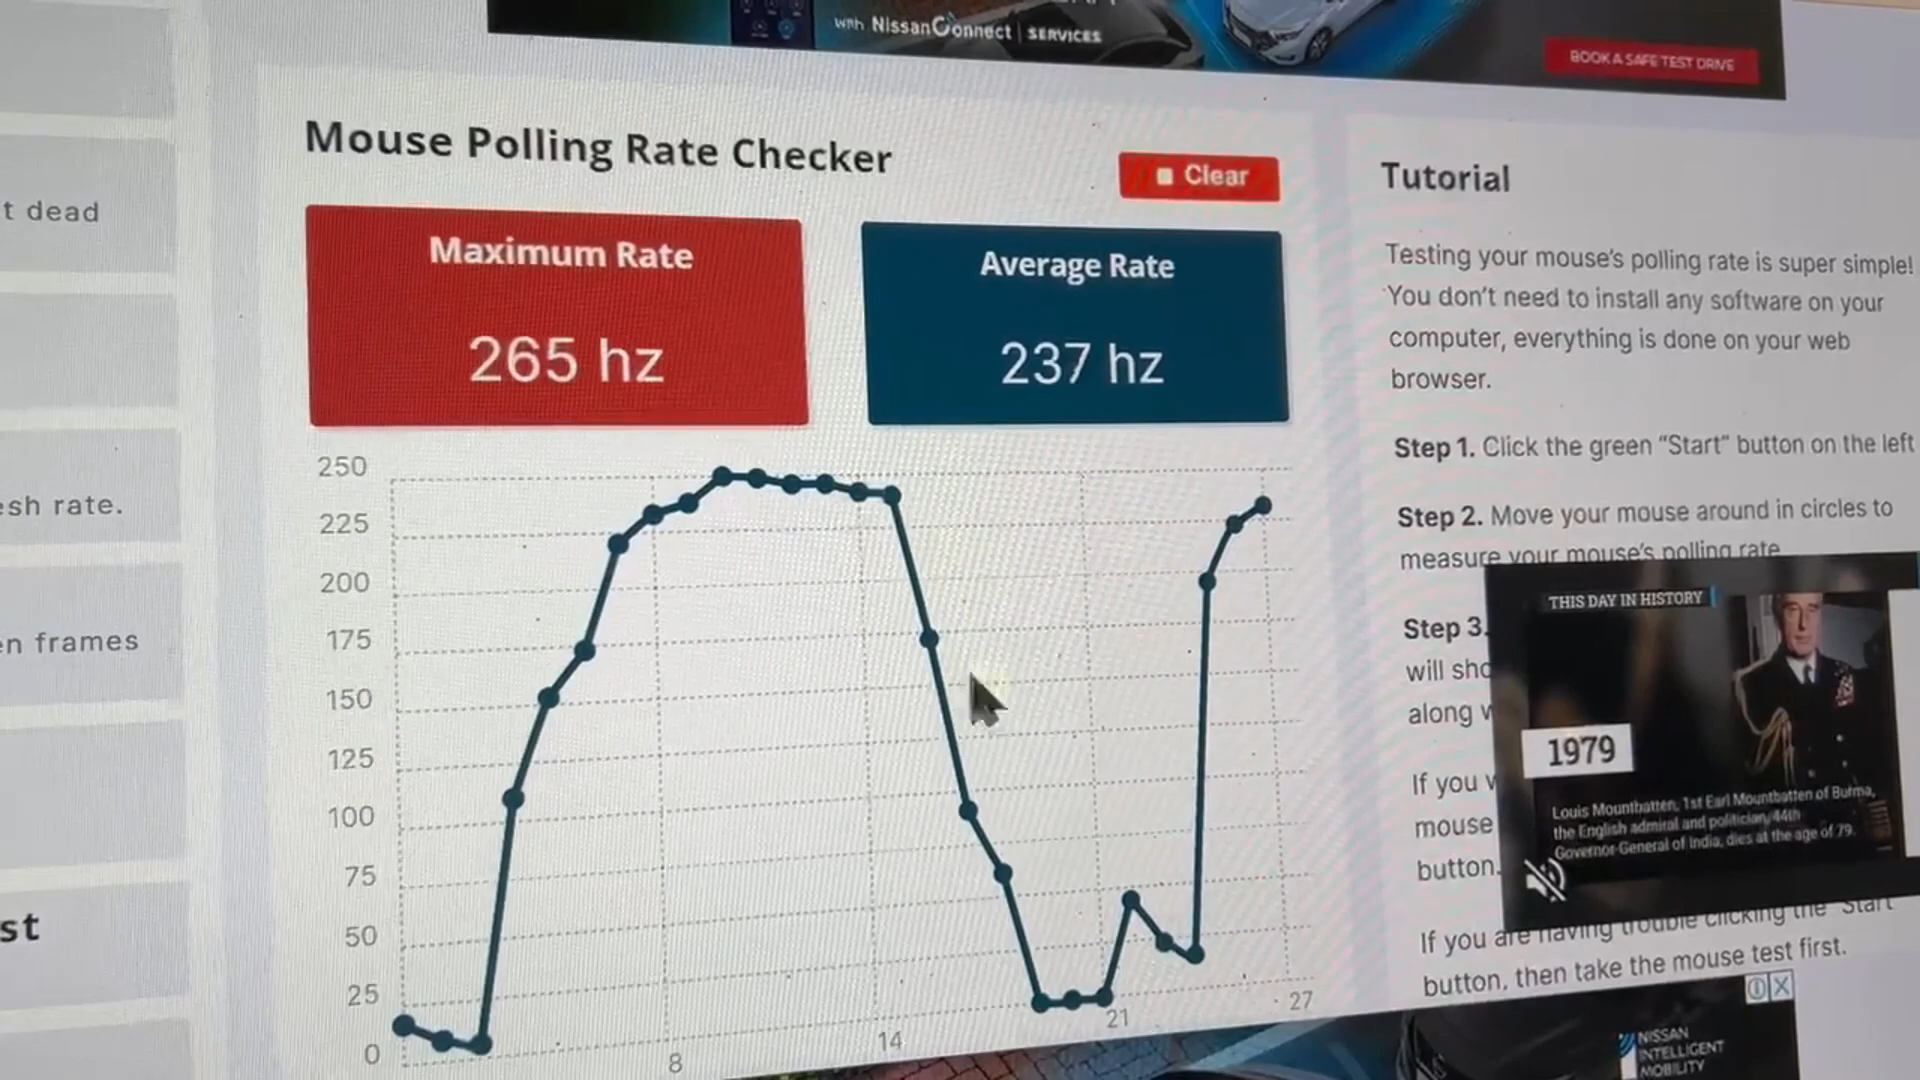 with NissanConnect | SERVICES
BOOK A SAFE TEST DRIVE
Mouse Polling Rate Checker
Clear
Maximum Rate
265 hz
Average Rate
237 hz
250
225
200
175
150
125
100
75
50
25
0
8
14
21
27
t dead
esh rate.
en frames
st
Tutorial
Testing your mouse's polling rate is super simple!
You don't need to install any software on your
computer, everything is done on your web
browser.
Step 1. Click the green “Start” button on the left
Step 2. Move your mouse around in circles to
measure your mouse's polling rate
Step 3.
will sho
along w
If you w
mouse
button.
If you are having trouble clicking the “Start
button, then take the mouse test first.
THIS DAY IN HISTORY
1979
Louis Mountbatten, 1st Earl Mountbatten of Burma,
the English admiral and politician, 44th
Governor-General of India, dies at the age of 79.
NISSAN
INTELLIGENT
MOBILITY